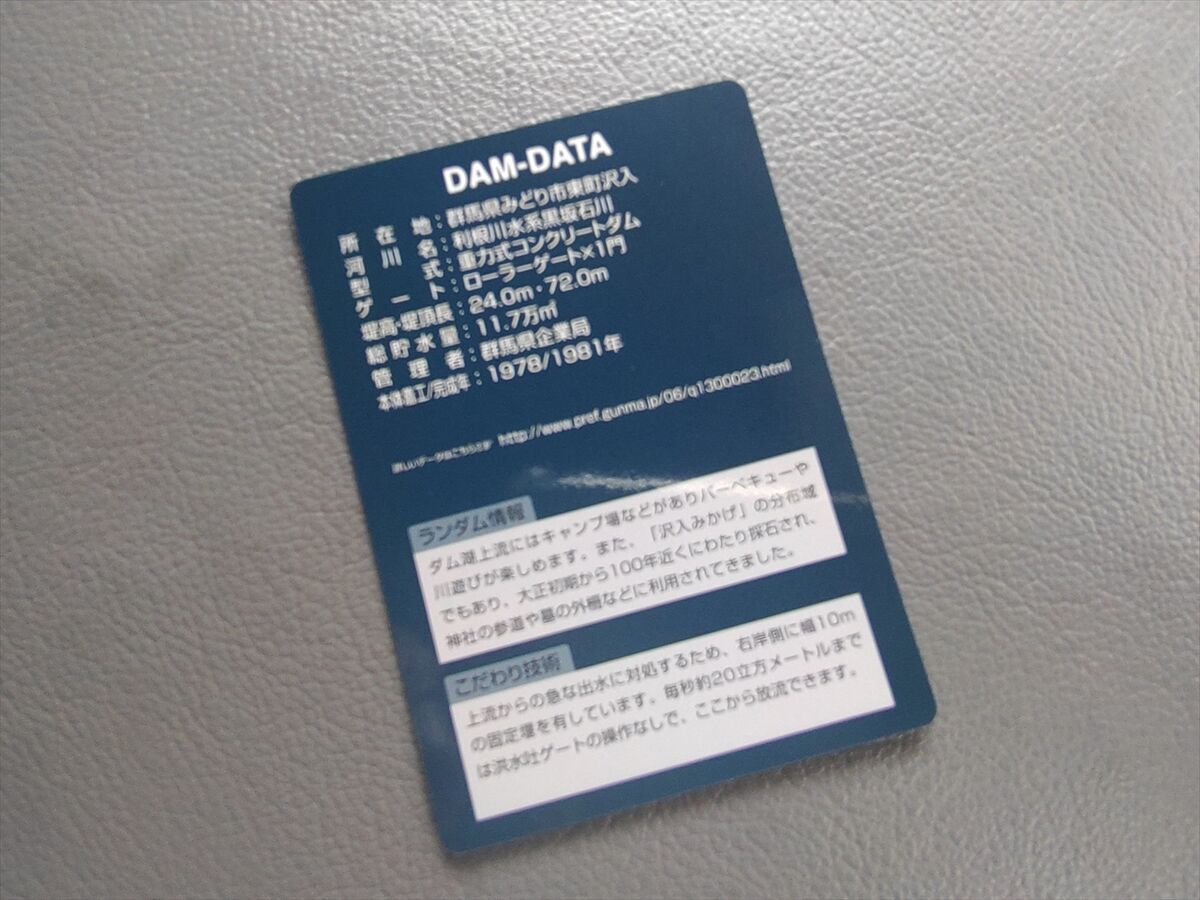 DAM-DATA
所在地：群馬県みどり市東町沢入
河川名：利根川水系黒坂石川
型式：重力式コンクリートダム
ゲート：ローラーゲート×1門
堤高・堤頂長：24.0m・72.0m
総貯水量：11.7万㎥
管理者：群馬県企業局
本体着工/完成年：1978/1981年
詳しいデータはこちらです http://www.pref.gunma.jp/06/q1300023.html
ランダム情報
ダム湖上流にはキャンプ場などがありバーベキューや
川遊びが楽しめます。また、「沢入みかげ」の分布域
でもあり、大正初期から100年近くにわたり採石され、
神社の参道や墓の外柵などに利用されてきました。
こだわり技術
上流からの急な出水に対処するため、右岸側に幅10m
の固定堰を有しています。毎秒約20立方メートルまで
は洪水吐ゲートの操作なしで、ここから放流できます。